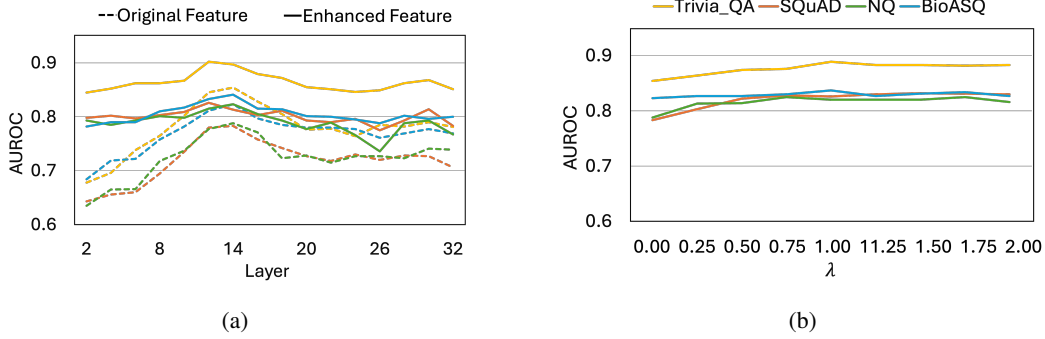 Original Feature Enhanced Feature
AUROC
0.9
0.8
0.7
0.6
2 8 14 20 26 32
Layer
(a)
Trivia_QA SQuAD NQ BioASQ
AUROC
0.9
0.8
0.7
0.6
0.00 0.25 0.50 0.75 1.00 11.25 1.50 1.75 2.00
λ
(b)